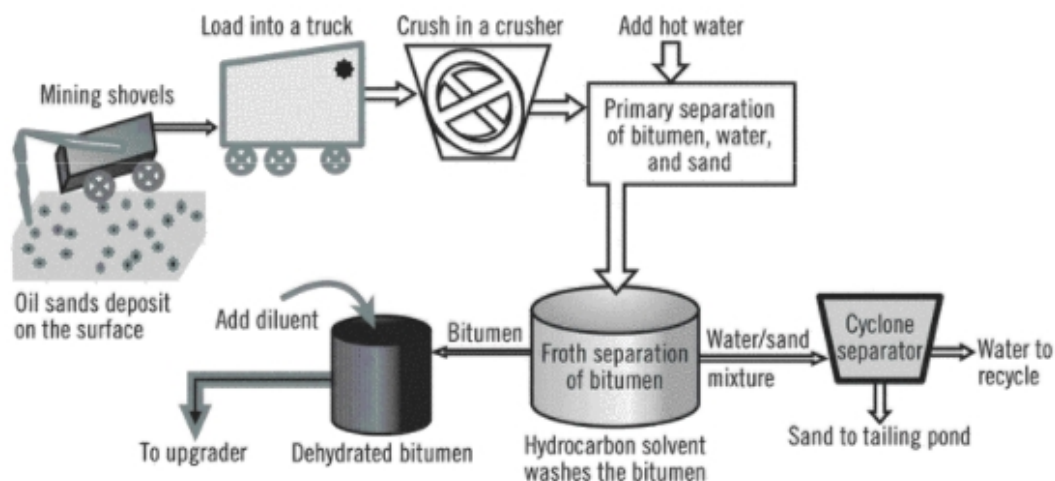 Load into a truck
Crush in a crusher
Add hot water
Mining shovels
Primary separation
of bitumen, water,
and sand
Oil sands deposit
on the surface
Add diluent
Bitumen
Froth separation
of bitumen
Water/sand
mixture
Cyclone
separator
Water to
recycle
To upgrader
Dehydrated bitumen
Hydrocarbon solvent
washes the bitumen
Sand to tailing pond